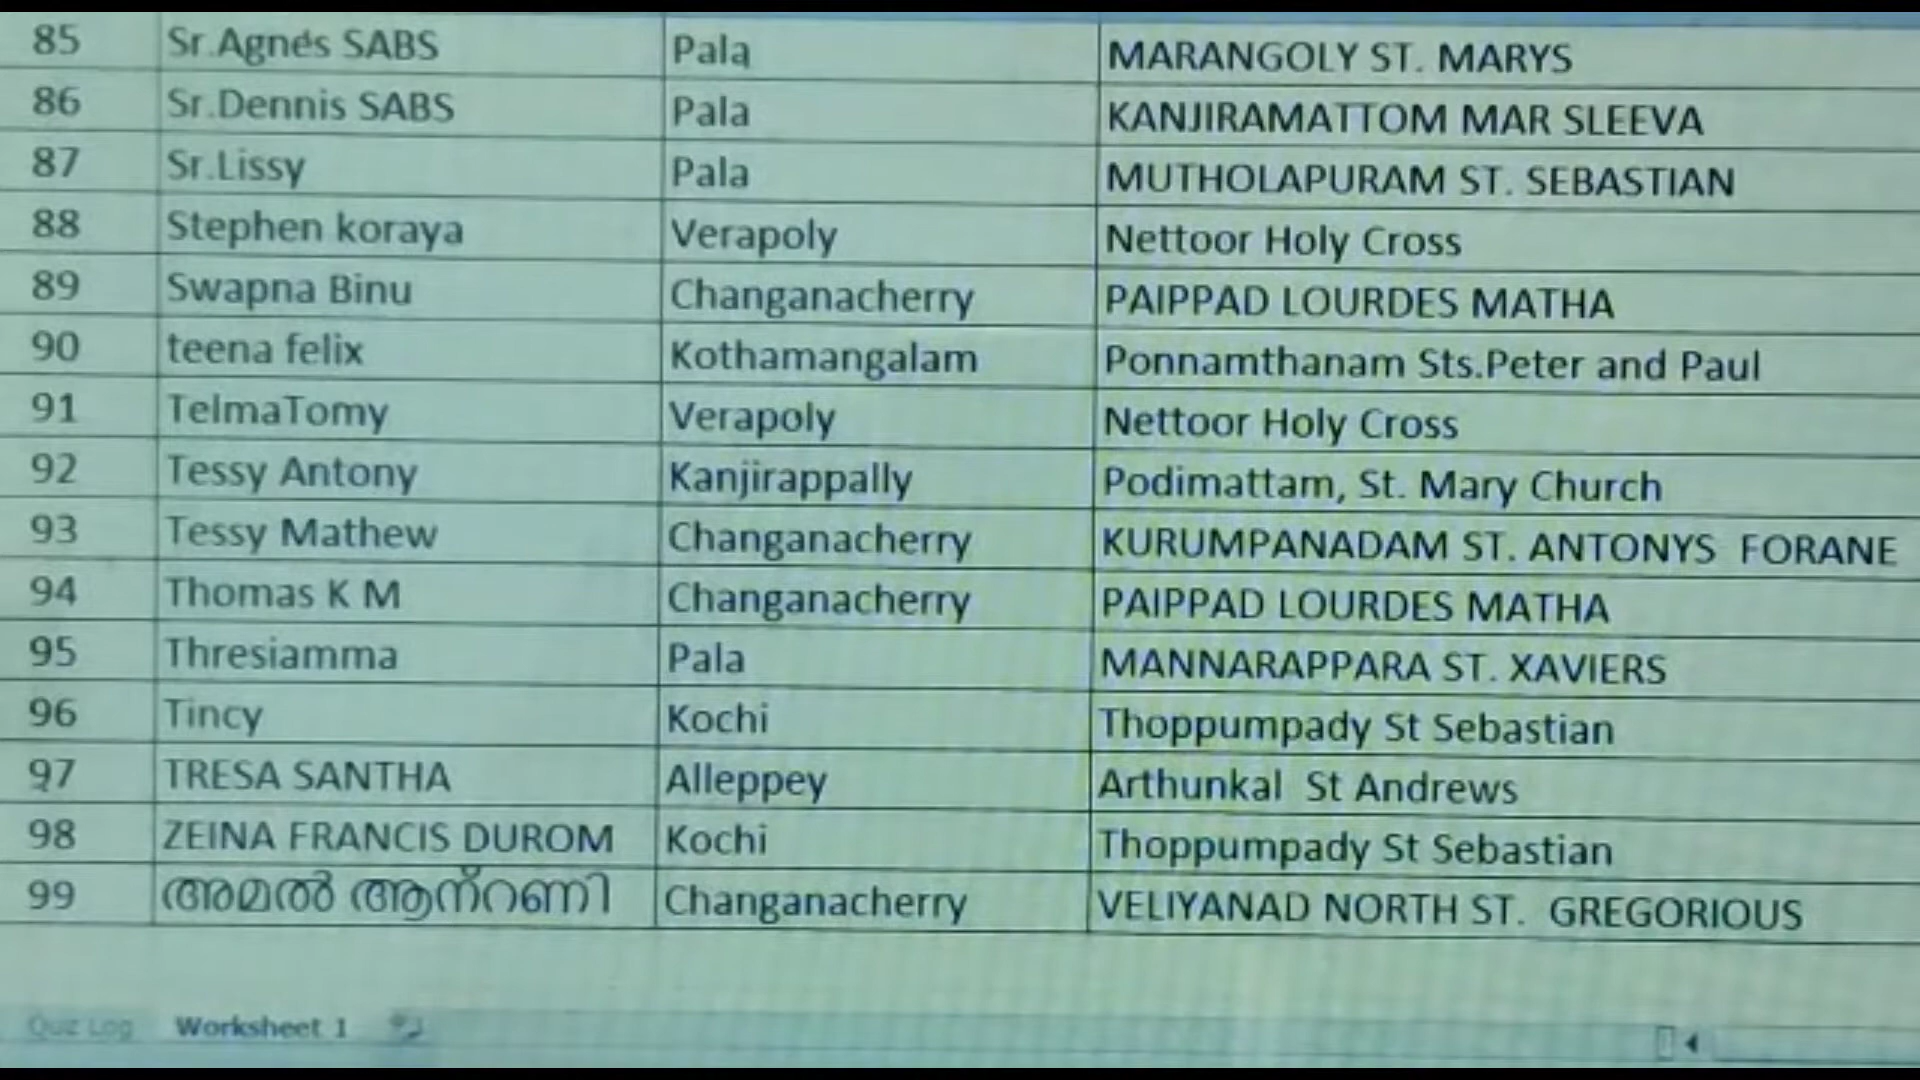 85 Sr.Agnes SABS Pala MARANGOLY ST. MARYS
86 Sr.Dennis SABS Pala KANJIRAMATTOM MAR SLEEVA
87 Sr.Lissy Pala MUTHOLAPURAM ST. SEBASTIAN
88 Stephen koraya Verapoly Nettoor Holy Cross
89 Swapna Binu Changanacherry PAIPPAD LOURDES MATHA
90 teena felix Kothamangalam Ponnamthanam Sts.Peter and Paul
91 TelmaTomy Verapoly Nettoor Holy Cross
92 Tessy Antony Kanjirappally Podimattam, St. Mary Church
93 Tessy Mathew Changanacherry KURUMPANADAM ST. ANTONYS  FORANE
94 Thomas K M Changanacherry PAIPPAD LOURDES MATHA
95 Thresiamma Pala MANNARAPPARA ST. XAVIERS
96 Tincy Kochi Thoppumpady St Sebastian
97 TRESA SANTHA Alleppey Arthunkal  St Andrews
98 ZEINA FRANCIS DUROM Kochi Thoppumpady St Sebastian
99 അമൽ ആന്റണി Changanacherry VELIYANAD NORTH ST.  GREGORIOUS
Quiz Log Worksheet 1